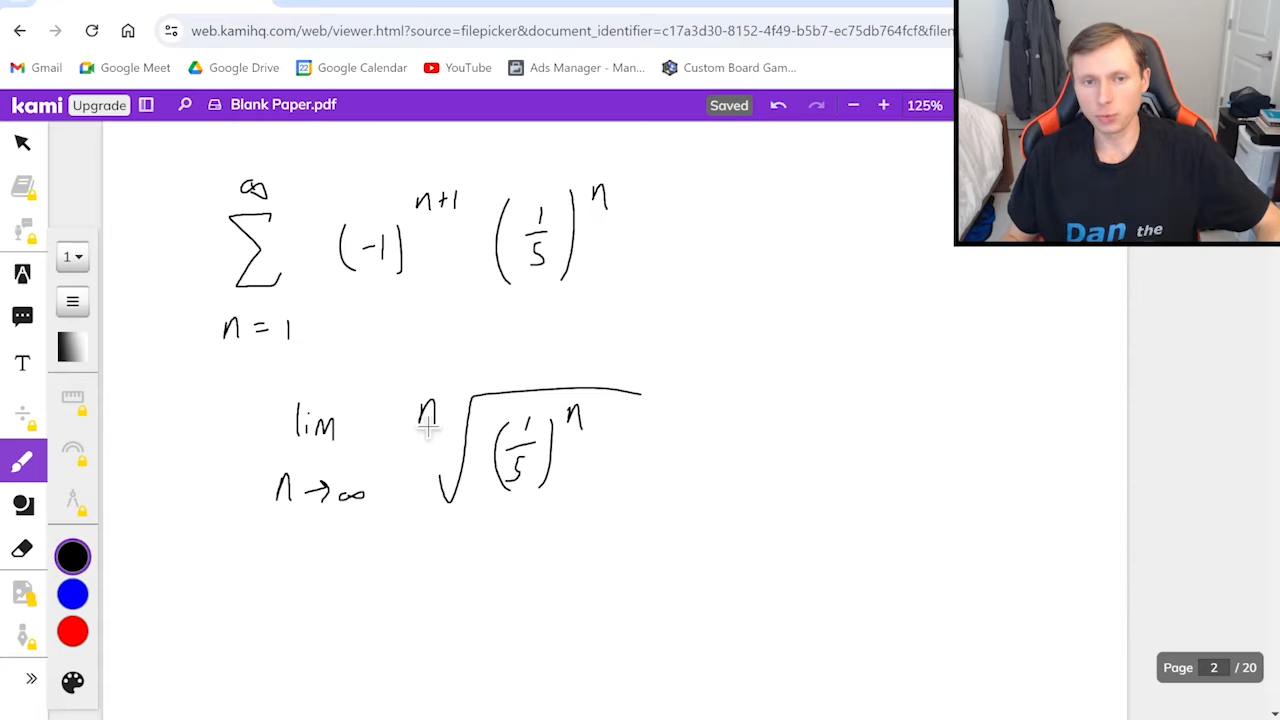 web.kamihq.com/web/viewer.html?source=filepicker&document_identifier=c17a3d30-8152-4f49-b5b7-ec75db764fcf&filen
Gmail Google Meet Google Drive 22 Google Calendar YouTube Ads Manager - Man... Custom Board Gam...
kami Upgrade Blank Paper.pdf Saved 125%
∞
∑ (-1)^{n+1} (1/5)^n
n = 1
lim ⁿ√(1/5)^n
n → ∞
1
A
T
Dan the
Page 2 / 20